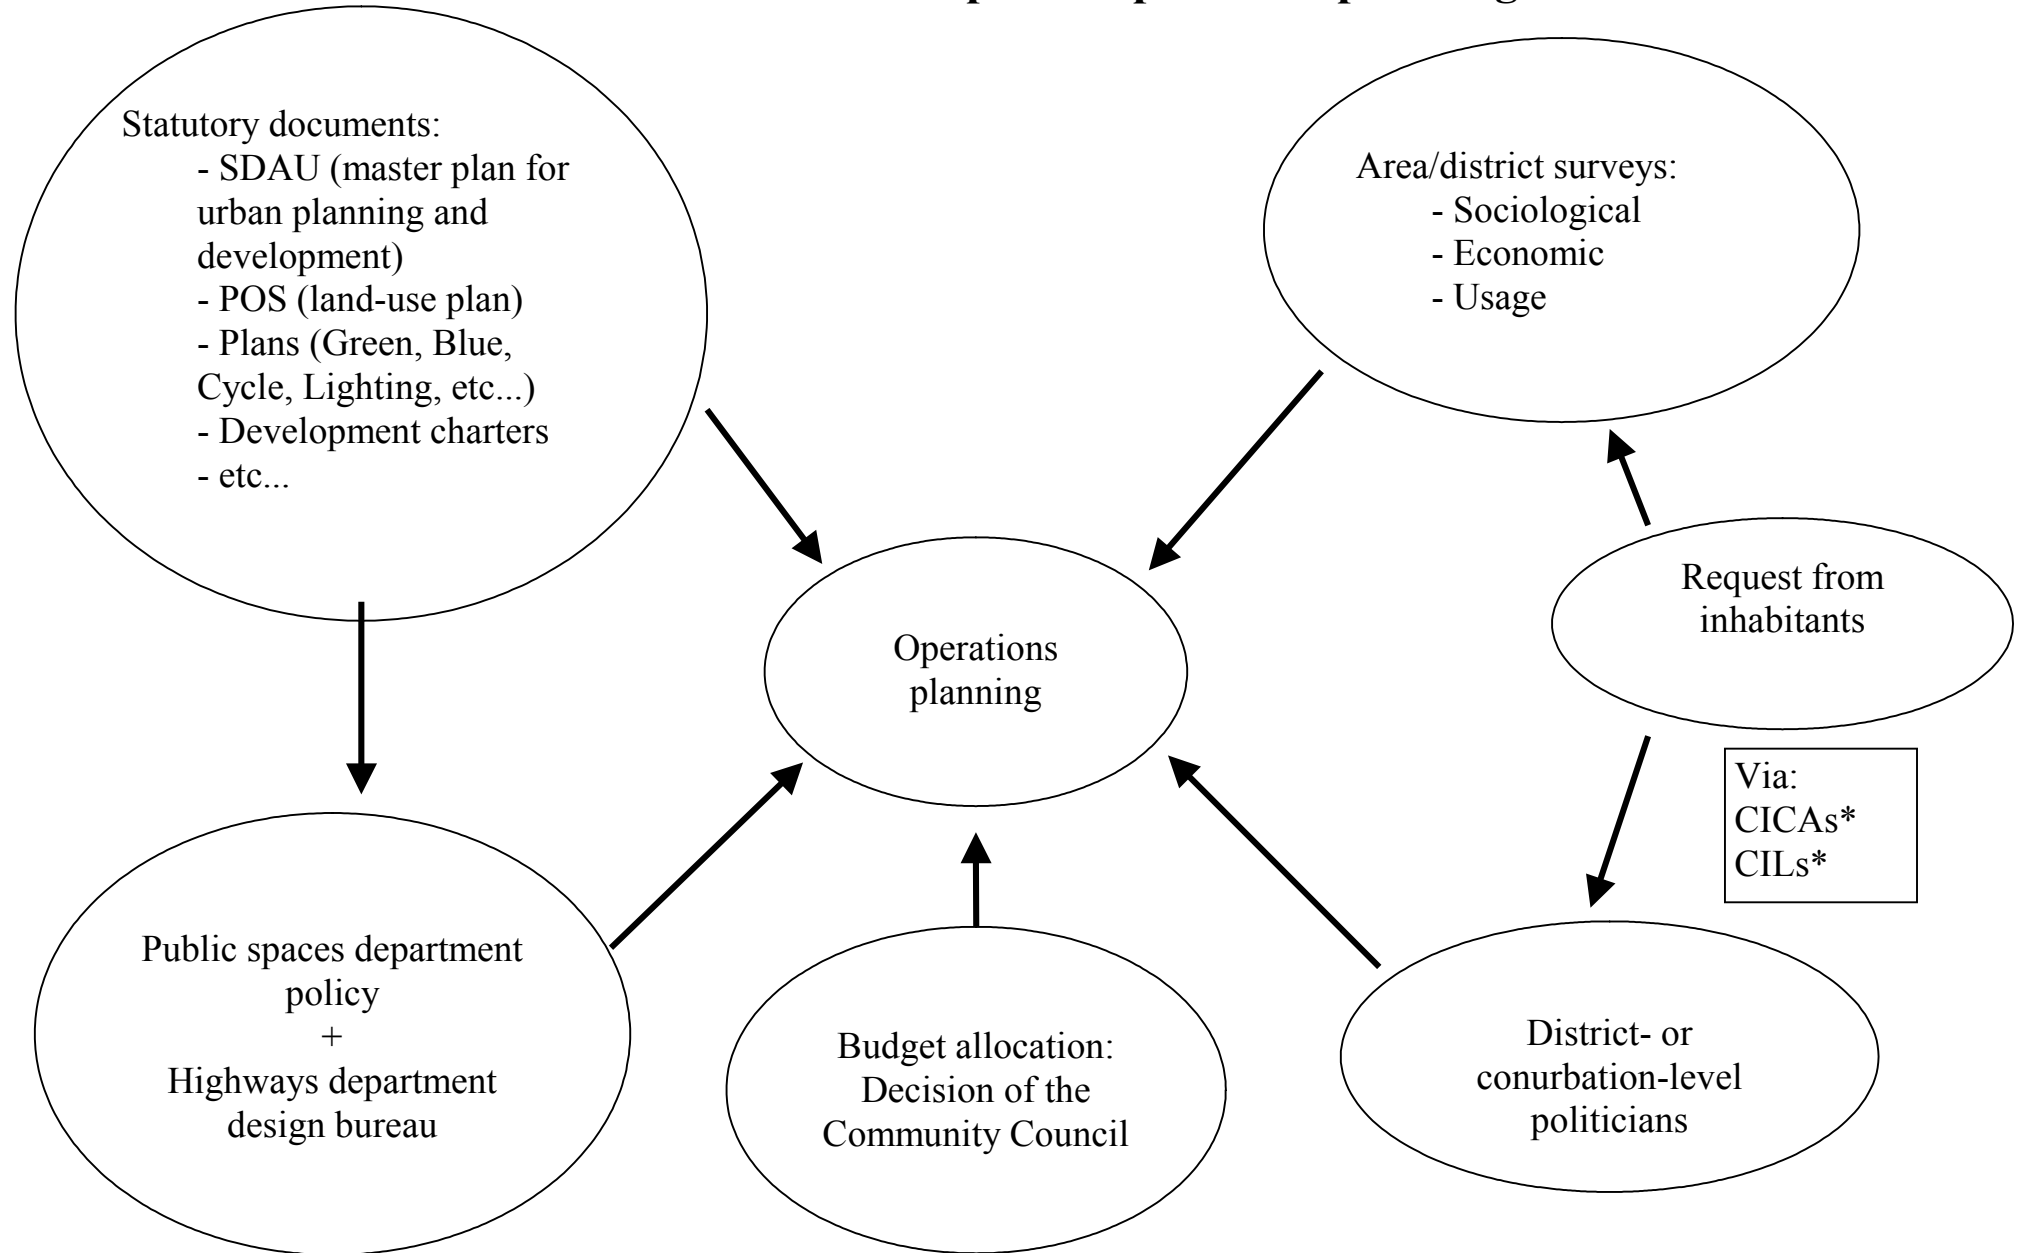 Statutory documents:
- SDAU (master plan for
urban planning and
development)
- POS (land-use plan)
- Plans (Green, Blue,
Cycle, Lighting, etc...)
- Development charters
- etc...
Area/district surveys:
- Sociological
- Economic
- Usage
Request from
inhabitants
Operations
planning
Via:
CICAs*
CILs*
Public spaces department
policy
+
Highways department
design bureau
Budget allocation:
Decision of the
Community Council
District- or
conurbation-level
politicians